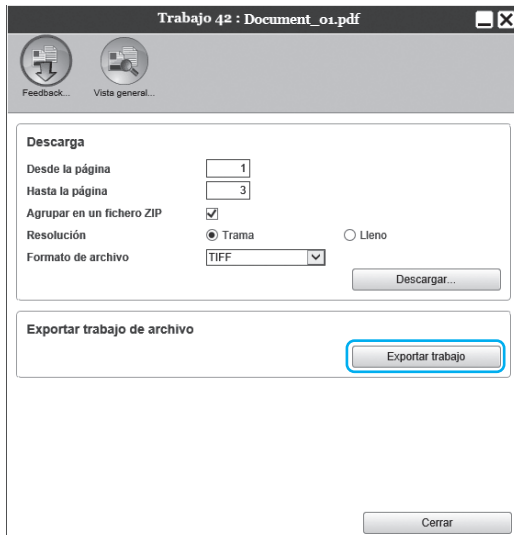 Trabajo 42 : Document_01.pdf
Feedback... Vista general...
Descarga
Desde la página 1
Hasta la página 3
Agrupar en un fichero ZIP
Resolución Trama Lleno
Formato de archivo TIFF
Descargar...
Exportar trabajo de archivo
Exportar trabajo
Cerrar